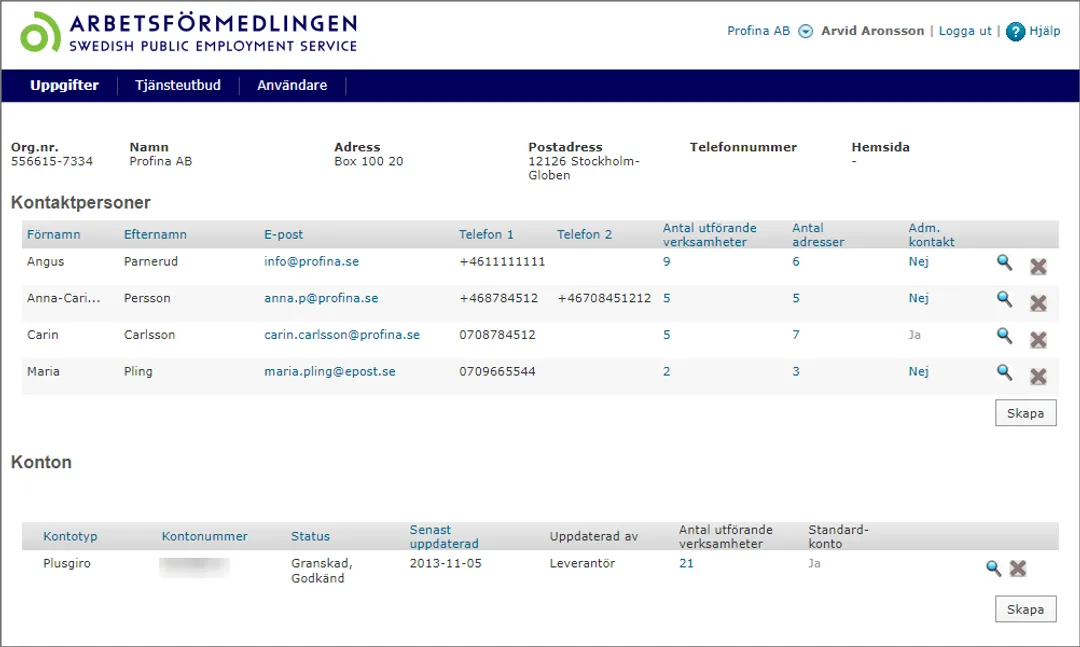 ARBETSFÖRMEDLINGEN
SWEDISH PUBLIC EMPLOYMENT SERVICE
Profina AB Arvid Aronsson | Logga ut | ? Hjälp
Uppgifter Tjänsteutbud Användare
Org.nr. Namn Adress Postadress Telefonnummer Hemsida
556615-7334 Profina AB Box 100 20 12126 Stockholm- -
Globen
Kontaktpersoner
Förnamn Efternamn E-post Telefon 1 Telefon 2 Antal utförande Antal Adm.
verksamheter adresser kontakt
Angus Parnerud info@profina.se +4611111111 9 6 Nej
Anna-Cari... Persson anna.p@profina.se +468784512 +46708451212 5 5 Nej
Carin Carlsson carin.carlsson@profina.se 0708784512 5 7 Ja
Maria Pling maria.pling@epost.se 0709665544 2 3 Nej
Skapa
Konton
Kontotyp Kontonummer Status Senast Uppdaterad av Antal utförande Standard-
uppdaterad verksamheter konto
Plusgiro Granskad, 2013-11-05 Leverantör 21 Ja
Godkänd
Skapa